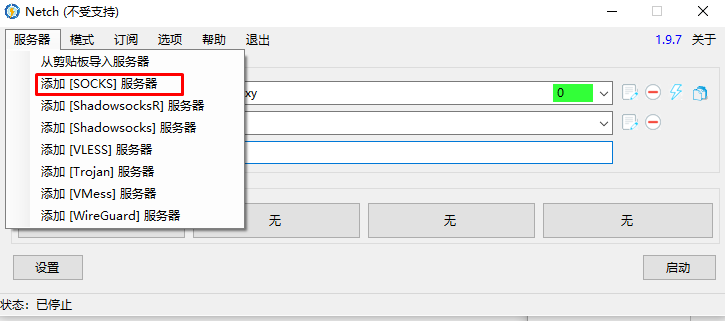 Netch (不受支持)
服务器 模式 订阅 选项 帮助 退出 1.9.7 关于
从剪贴板导入服务器
添加 [SOCKS] 服务器
xy 0
添加 [ShadowsocksR] 服务器
添加 [Shadowsocks] 服务器
添加 [VLESS] 服务器
添加 [Trojan] 服务器
添加 [VMess] 服务器
添加 [WireGuard] 服务器
无 无 无
设置 启动
状态：已停止